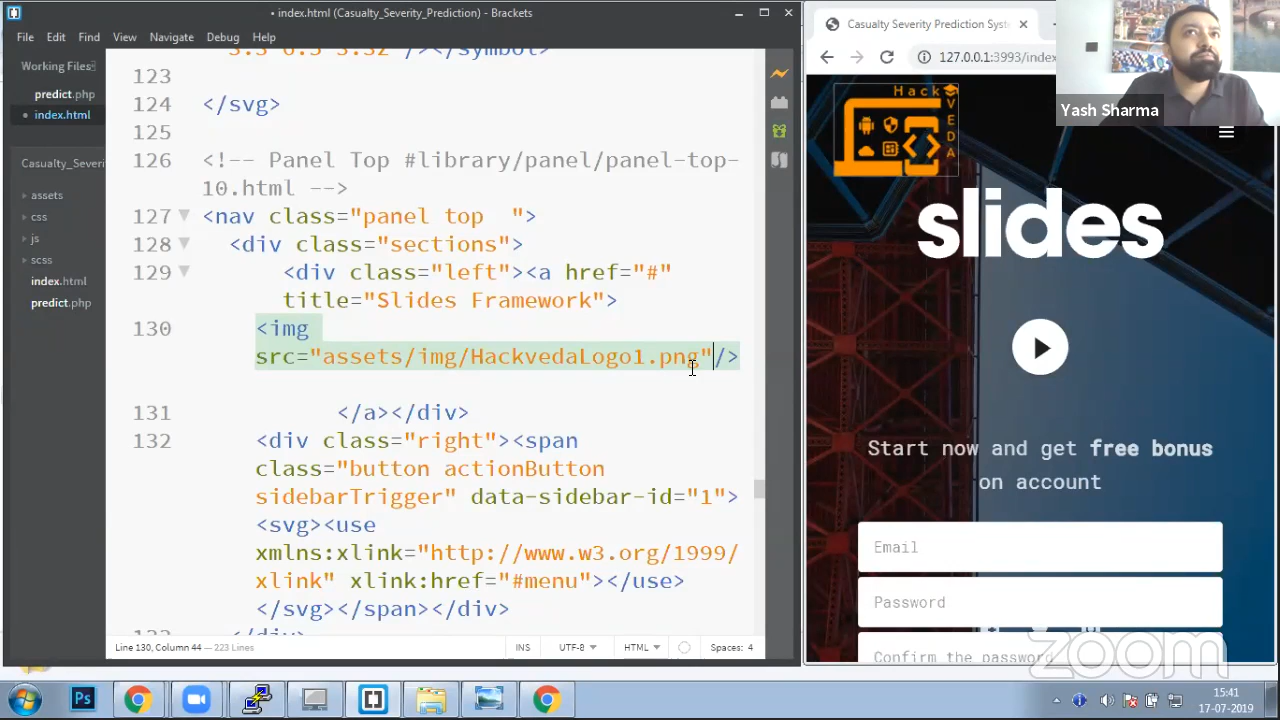 • index.html (Casualty_Severity_Prediction) - Brackets
File Edit Find View Navigate Debug Help
Working Files
predict.php
index.html
Casualty_Severi
assets
css
js
scss
index.html
predict.php
123
124 </svg>
125
126 <!-- Panel Top #library/panel/panel-top-
10.html -->
127 <nav class="panel top  ">
128 <div class="sections">
129 <div class="left"><a href="#"
title="Slides Framework">
130 <img
src="assets/img/HackvedaLogo1.png"/>
131 </a></div>
132 <div class="right"><span
class="button actionButton
sidebarTrigger" data-sidebar-id="1">
<svg><use
xmlns:xlink="http://www.w3.org/1999/
xlink" xlink:href="#menu"></use>
</svg></span></div>
Line 130, Column 44 — 223 Lines
INS UTF-8 HTML Spaces: 4
Casualty Severity Prediction Syst
127.0.0.1:3993/index
Yash Sharma
Hack
VEDA
slides
Start now and get free bonus
on account
Email
Password
Confirm the password
zoom
Ps
15:41
17-07-2019